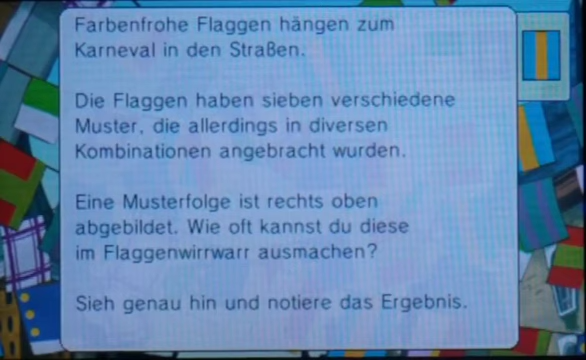 Farbenfrohe Flaggen hängen zum
Karneval in den Straßen.
Die Flaggen haben sieben verschiedene
Muster, die allerdings in diversen
Kombinationen angebracht wurden.
Eine Musterfolge ist rechts oben
abgebildet. Wie oft kannst du diese
im Flaggenwirrwarr ausmachen?
Sieh genau hin und notiere das Ergebnis.